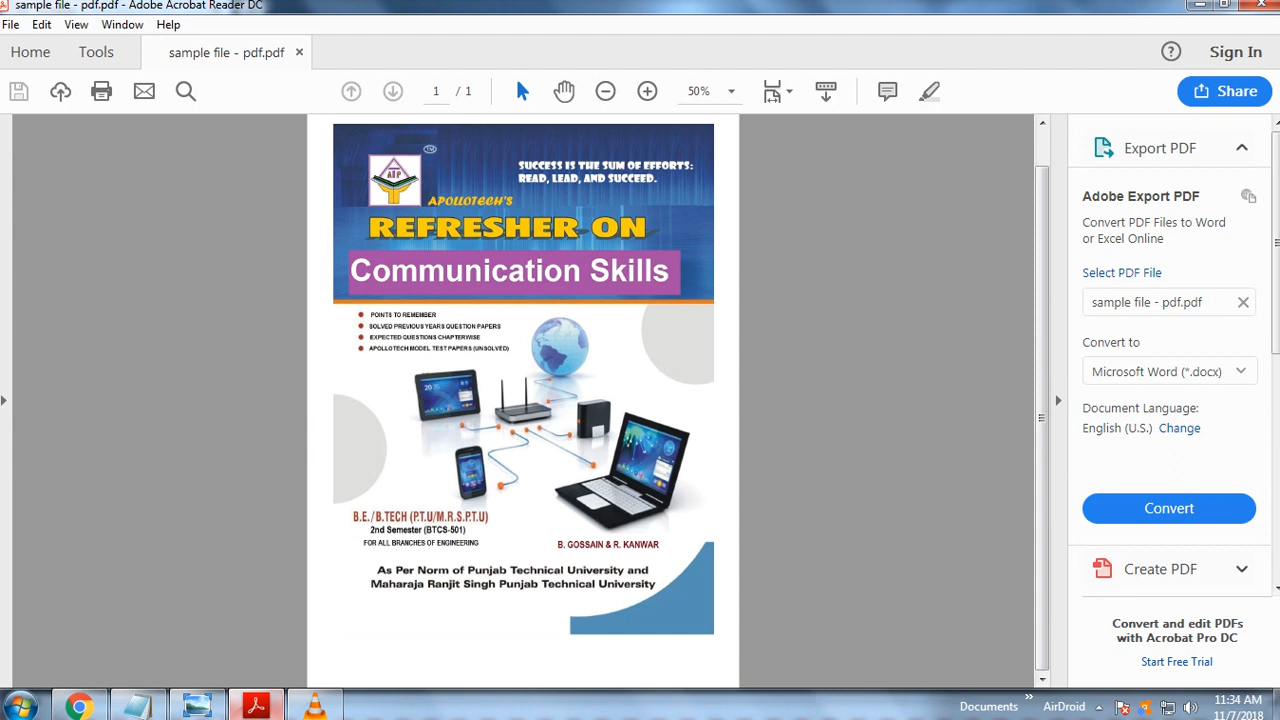 sample file - pdf.pdf - Adobe Acrobat Reader DC
File Edit View Window Help
Home Tools sample file - pdf.pdf × Sign In
1 / 1 50% Share
TM
ATP
SUCCESS IS THE SUM OF EFFORTS:
READ, LEAD, AND SUCCEED.
APOLLOTECH'S
REFRESHER ON
Communication Skills
POINTS TO REMEMBER
SOLVED PREVIOUS YEARS QUESTION PAPERS
EXPECTED QUESTIONS CHAPTERWISE
APOLLOTECH MODEL TEST PAPERS (UNSOLVED)
B.E./B.TECH (P.T.U/M.R.S.P.T.U)
2nd Semester (BTCS-501)
FOR ALL BRANCHES OF ENGINEERING
B. GOSSAIN & R. KANWAR
As Per Norm of Punjab Technical University and
Maharaja Ranjit Singh Punjab Technical University
Export PDF
Adobe Export PDF
Convert PDF Files to Word
or Excel Online
Select PDF File
sample file - pdf.pdf
Convert to
Microsoft Word (*.docx)
Document Language:
English (U.S.) Change
Convert
Create PDF
Convert and edit PDFs
with Acrobat Pro DC
Start Free Trial
Documents » AirDroid 11:34 AM
11/7/2018